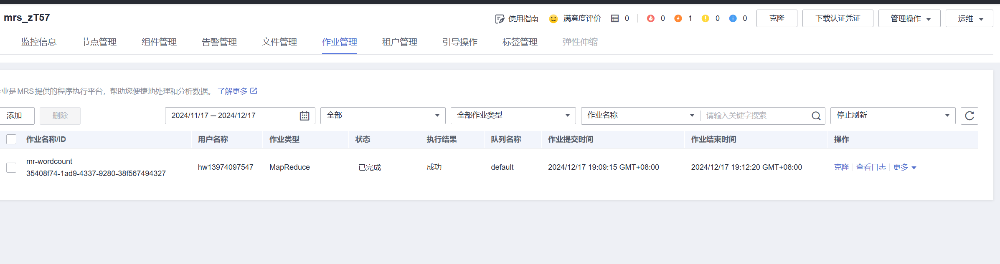 mrs_zT57
使用指南 满意度评价 0 0 1 0 0 克隆 下载认证凭证 管理操作 运维
监控信息 节点管理 组件管理 告警管理 文件管理 作业管理 租户管理 引导操作 标签管理 弹性伸缩
业是MRS提供的程序执行平台，帮助您便捷地处理和分析数据。 了解更多
添加 删除 2024/11/17 – 2024/12/17 全部 全部作业类型 作业名称 请输入关键字搜索 停止刷新
作业名称/ID 用户名称 作业类型 状态 执行结果 队列名称 作业提交时间 作业结束时间 操作
mr-wordcount
35408f74-1ad9-4337-9280-38f567494327 hw13974097547 MapReduce 已完成 成功 default 2024/12/17 19:09:15 GMT+08:00 2024/12/17 19:12:20 GMT+08:00 克隆 查看日志 更多